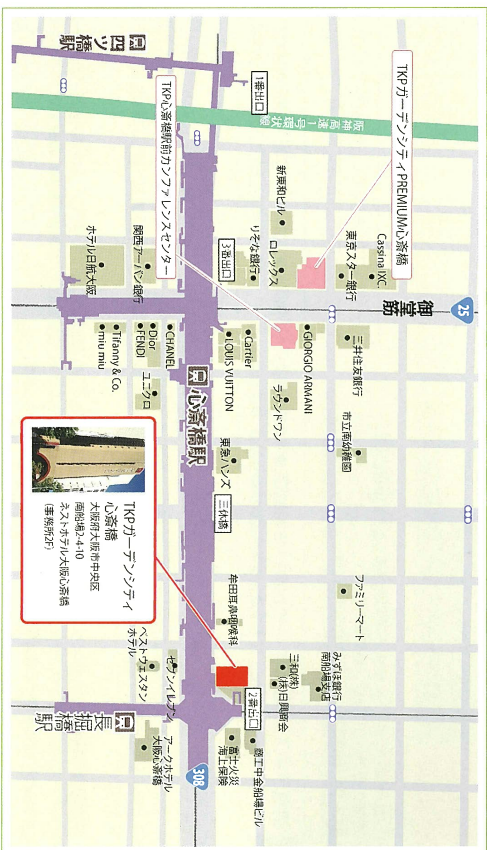 四ツ橋駅
1番出口
阪神高速1号環状線
TKPガーデンシティPREMIUM心斎橋
TKP心斎橋駅前カンファレンスセンター
新東和ビル
Cassina IXC.
東京スター銀行
ロレックス
りそな銀行
3番出口
関西アーバン銀行
ホテル日航大阪
御堂筋
25
三井住友銀行
GIORGIO ARMANI
Cartier
LOUIS VUITTON
CHANEL
Dior
FENDI
Tifanny & Co.
miu miu
ユニクロ
ラウンドワン
心斎橋駅
市立南幼稚園
東急ハンズ
三休橋
TKPガーデンシティ
心斎橋
大阪府大阪市中央区
南船場2-4-10
ネストホテル大阪心斎橋
(事務所2F)
ファミリーマート
牟田耳鼻咽喉科
みずほ銀行
南船場支店
三和(株)
(株)日興商会
2番出口
セブンイレブン
ベストウェスタン
ホテル
長堀橋駅
商工中金船場ビル
富士火災
海上保険
アークホテル
大阪心斎橋
308